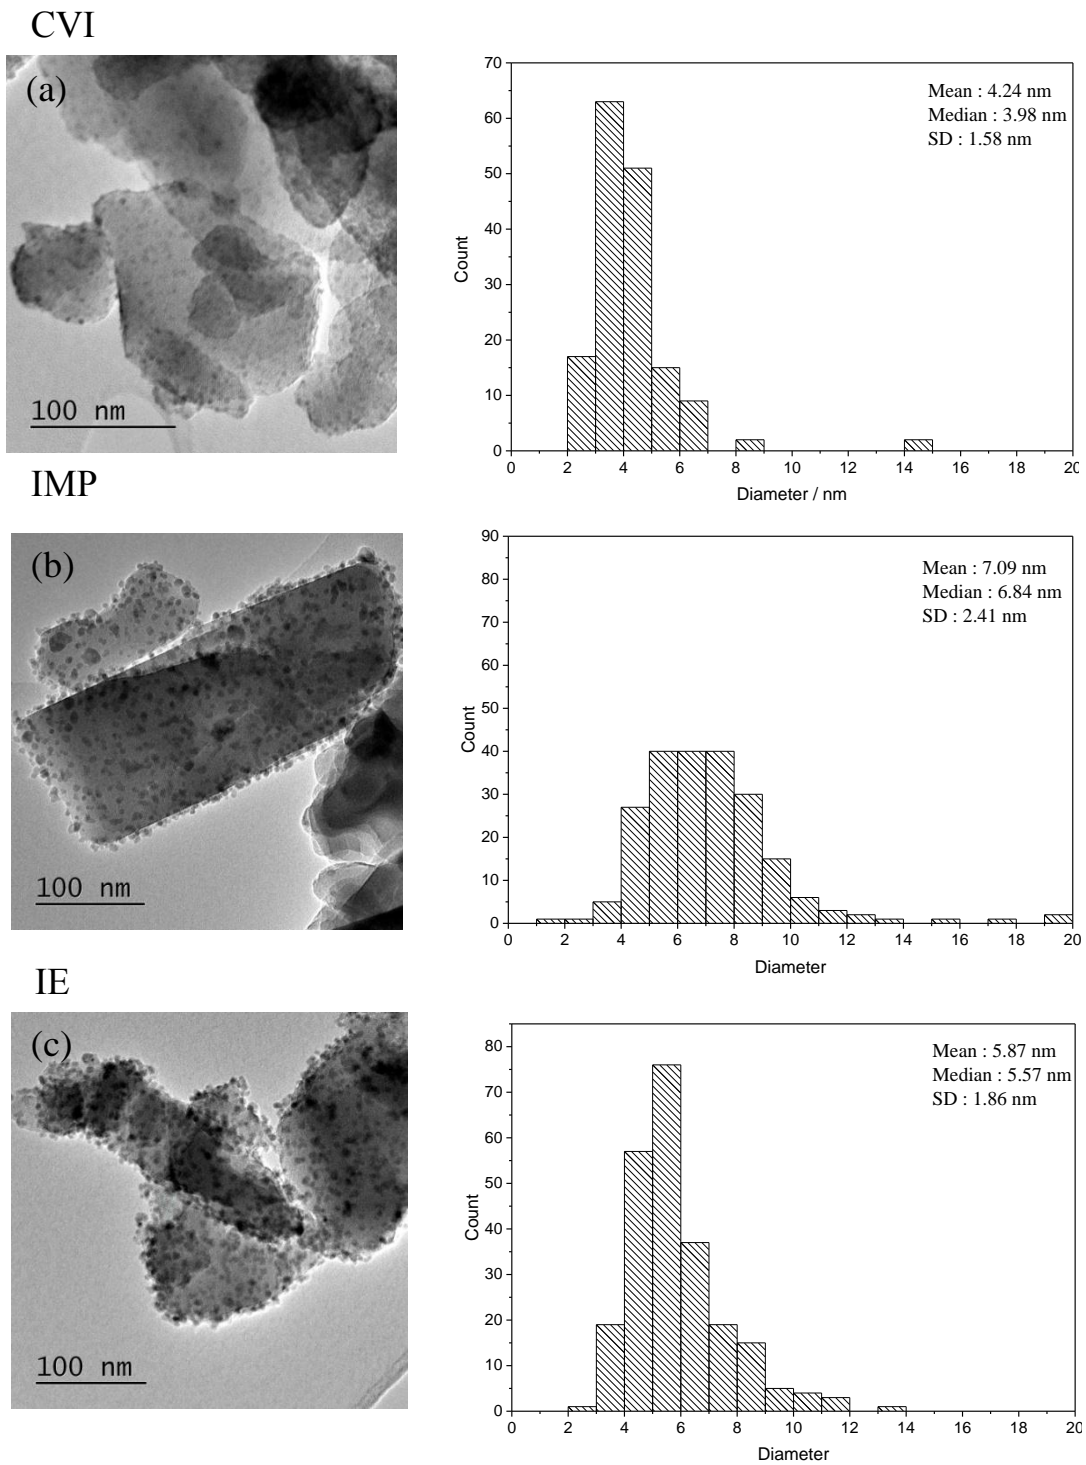 CVI
(a)
100 nm
70
60
50
40
30
20
10
0
Count
Mean : 4.24 nm
Median : 3.98 nm
SD : 1.58 nm
0 2 4 6 8 10 12 14 16 18 20
Diameter / nm
IMP
(b)
100 nm
90
80
70
60
50
40
30
20
10
0
Count
Mean : 7.09 nm
Median : 6.84 nm
SD : 2.41 nm
0 2 4 6 8 10 12 14 16 18 20
Diameter
IE
(c)
100 nm
80
70
60
50
40
30
20
10
0
Count
Mean : 5.87 nm
Median : 5.57 nm
SD : 1.86 nm
0 2 4 6 8 10 12 14 16 18 20
Diameter